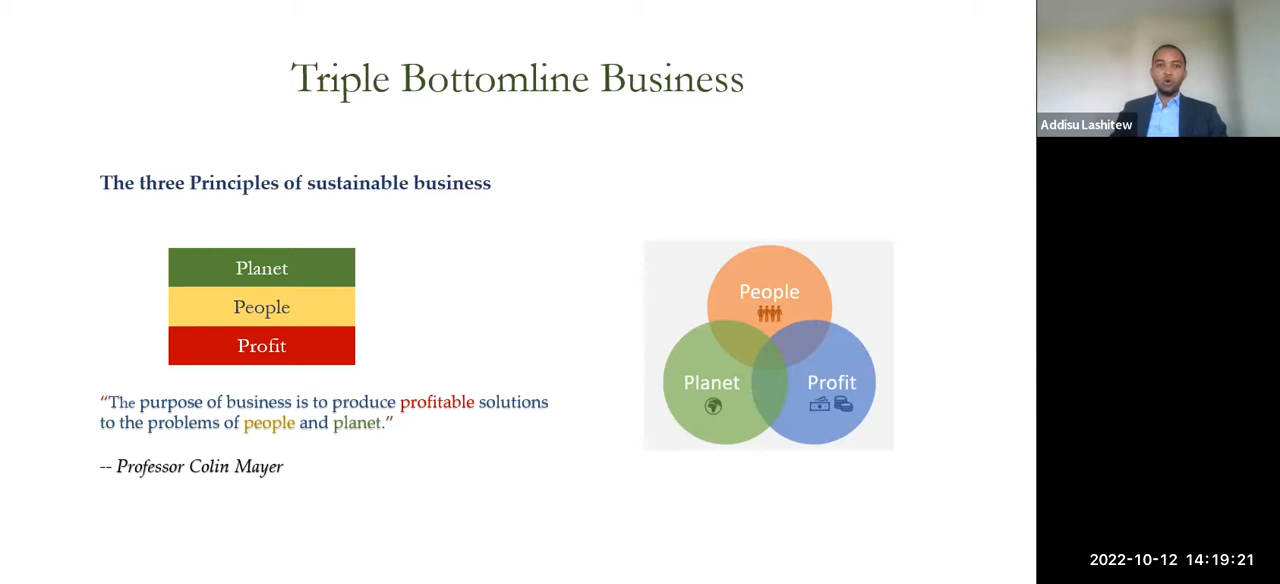 Triple Bottomline Business
Addisu Lashitew
The three Principles of sustainable business
Planet
People
Profit
“The purpose of business is to produce profitable solutions
to the problems of people and planet.”
-- Professor Colin Mayer
People
Planet
Profit
2022-10-12 14:19:21